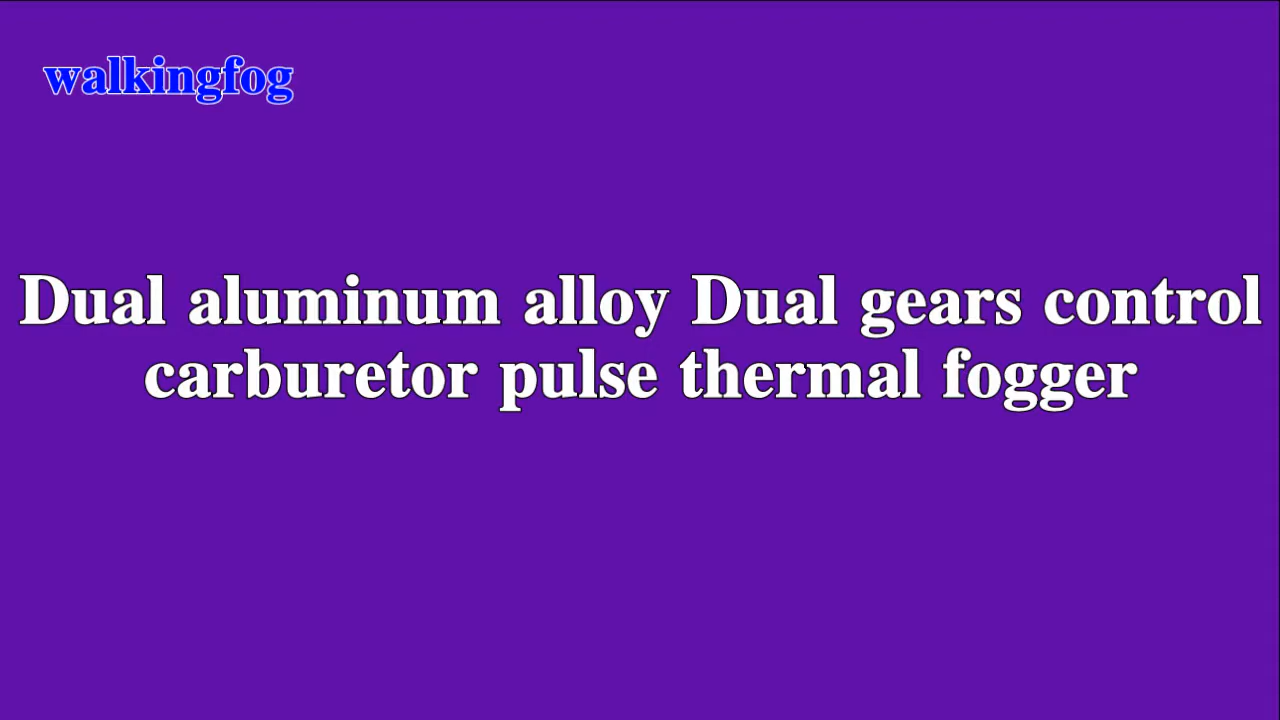 walkingfog
Dual aluminum alloy Dual gears control
carburetor pulse thermal fogger